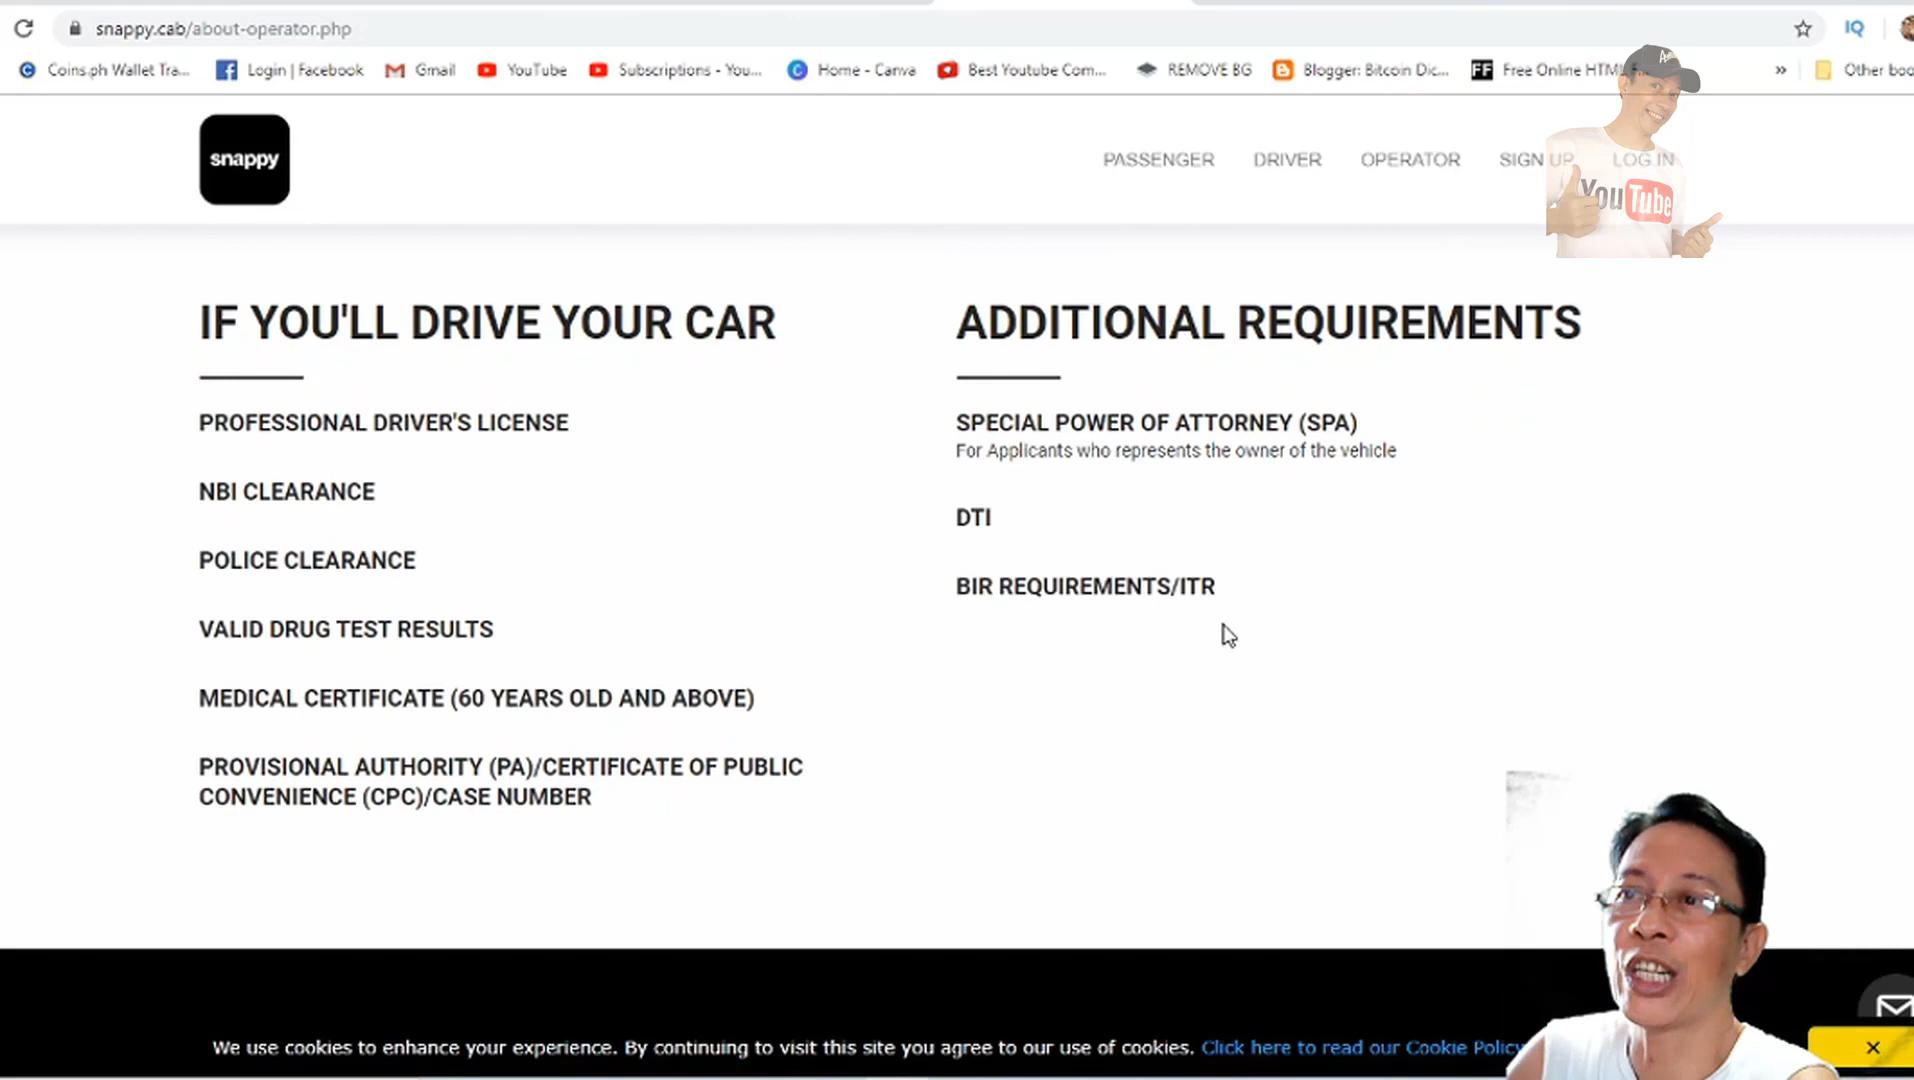 snappy.cab/about-operator.php
IQ
Coins.ph Wallet Tra...
Login | Facebook
Gmail
YouTube
Subscriptions - You...
Home - Canva
Best Youtube Com...
REMOVE BG
Blogger: Bitcoin Dic...
FF
Free Online HTML
»
Other boo
snappy
PASSENGER
DRIVER
OPERATOR
SIGN UP
LOG IN
YouTube
IF YOU'LL DRIVE YOUR CAR
PROFESSIONAL DRIVER'S LICENSE
NBI CLEARANCE
POLICE CLEARANCE
VALID DRUG TEST RESULTS
MEDICAL CERTIFICATE (60 YEARS OLD AND ABOVE)
PROVISIONAL AUTHORITY (PA)/CERTIFICATE OF PUBLIC
CONVENIENCE (CPC)/CASE NUMBER
ADDITIONAL REQUIREMENTS
SPECIAL POWER OF ATTORNEY (SPA)
For Applicants who represents the owner of the vehicle
DTI
BIR REQUIREMENTS/ITR
We use cookies to enhance your experience. By continuing to visit this site you agree to our use of cookies. Click here to read our Cookie Policy